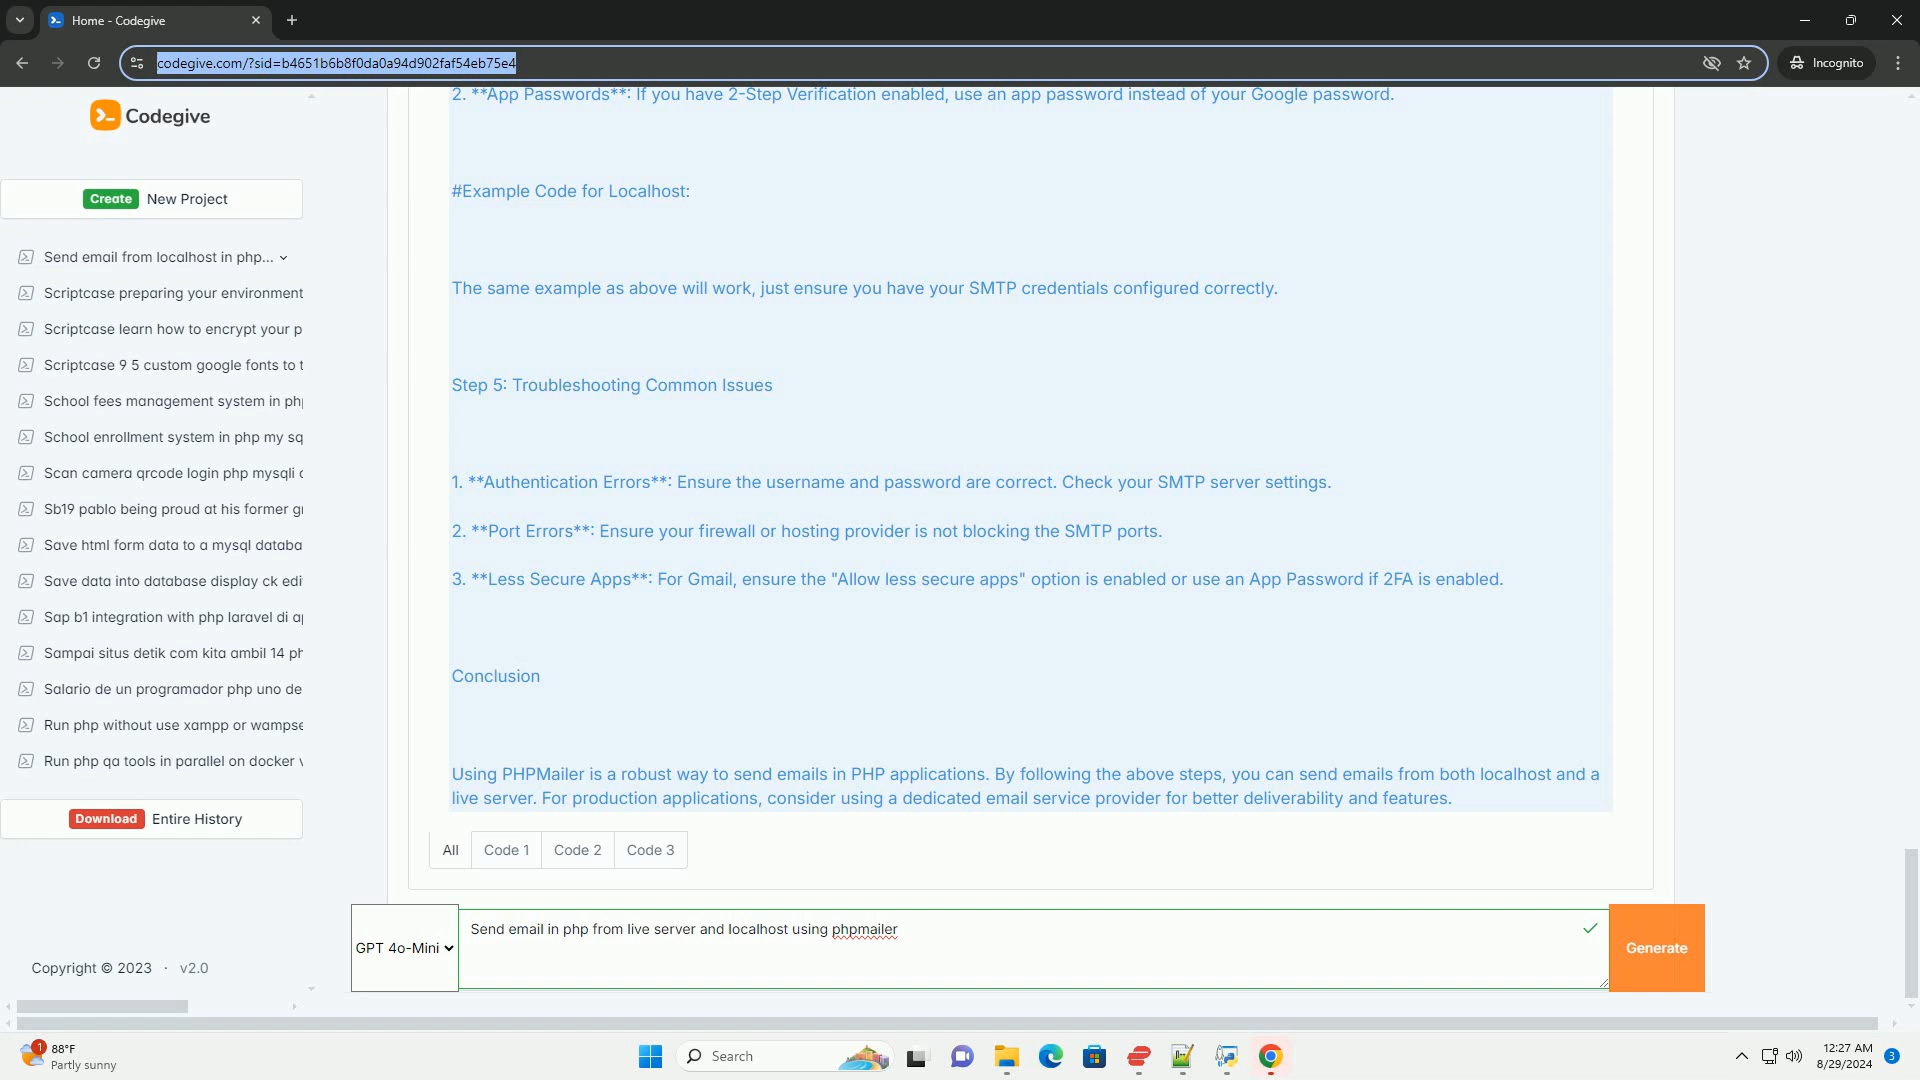 Home - Codegive
codegive.com/?sid=b4651b6b8f0da0a94d902faf54eb75e4
Incognito
Codegive
Create New Project
Send email from localhost in php...
Scriptcase preparing your environment
Scriptcase learn how to encrypt your p
Scriptcase 9 5 custom google fonts to t
School fees management system in ph
School enrollment system in php my sq
Scan camera qrcode login php mysqli c
Sb19 pablo being proud at his former g
Save html form data to a mysql databa
Save data into database display ck edi
Sap b1 integration with php laravel di a
Sampai situs detik com kita ambil 14 ph
Salario de un programador php uno de
Run php without use xampp or wampse
Run php qa tools in parallel on docker v
Download Entire History
Copyright © 2023 · v2.0
2. **App Passwords**: If you have 2-Step Verification enabled, use an app password instead of your Google password.
#Example Code for Localhost:
The same example as above will work, just ensure you have your SMTP credentials configured correctly.
Step 5: Troubleshooting Common Issues
1. **Authentication Errors**: Ensure the username and password are correct. Check your SMTP server settings.
2. **Port Errors**: Ensure your firewall or hosting provider is not blocking the SMTP ports.
3. **Less Secure Apps**: For Gmail, ensure the "Allow less secure apps" option is enabled or use an App Password if 2FA is enabled.
Conclusion
Using PHPMailer is a robust way to send emails in PHP applications. By following the above steps, you can send emails from both localhost and a
live server. For production applications, consider using a dedicated email service provider for better deliverability and features.
All Code 1 Code 2 Code 3
GPT 4o-Mini
Send email in php from live server and localhost using phpmailer
Generate
1
88°F
Partly sunny
Search
12:27 AM
8/29/2024
3